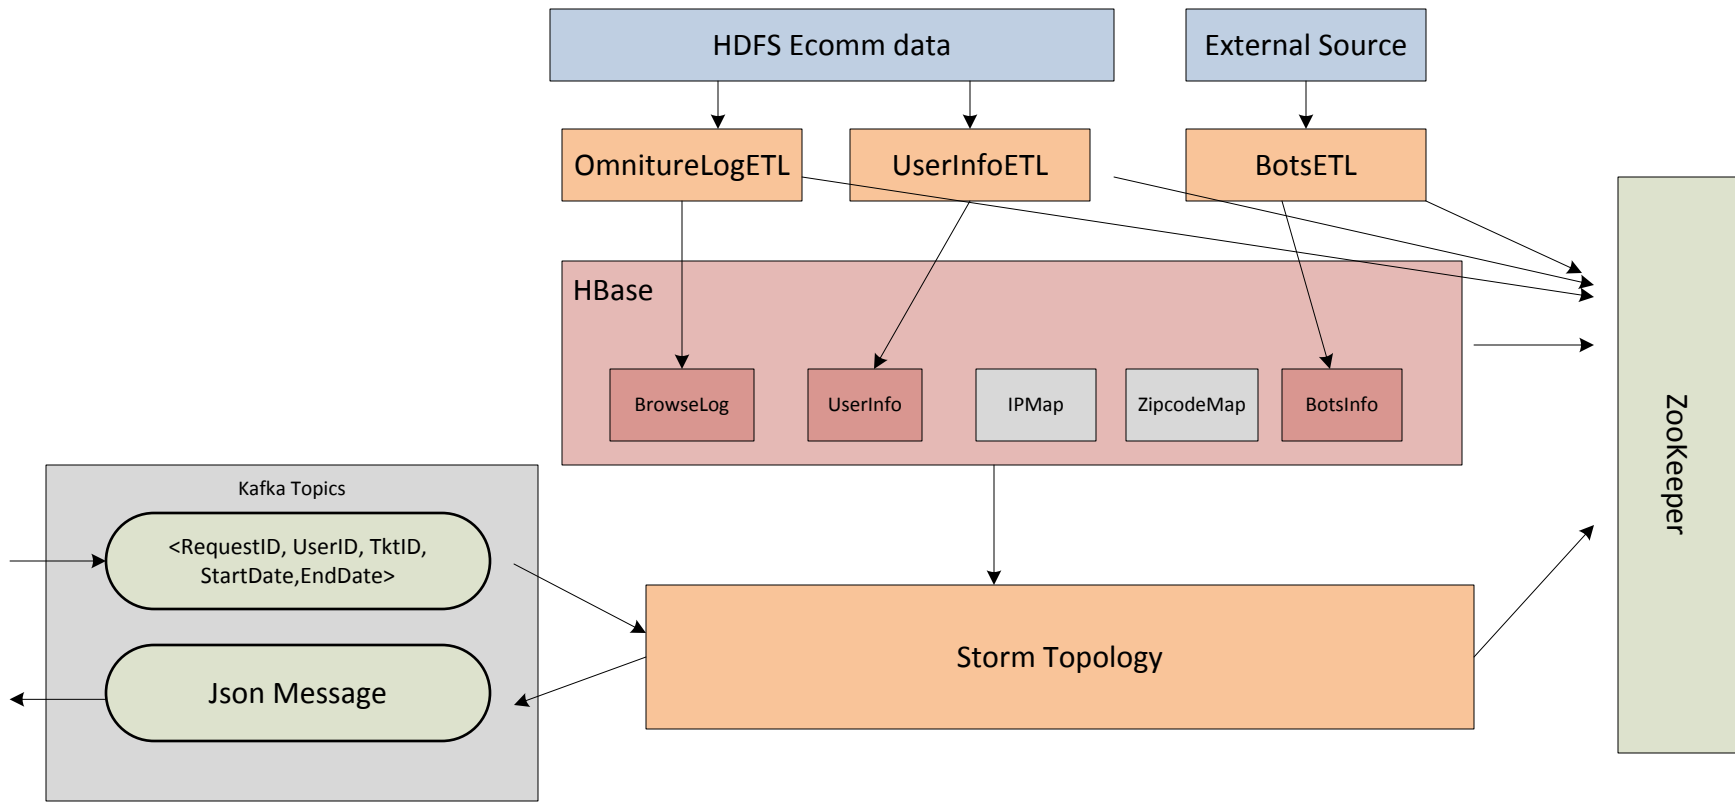 HDFS Ecomm data
External Source
OmnitureLogETL
UserInfoETL
BotsETL
HBase
BrowseLog
UserInfo
IPMap
ZipcodeMap
BotsInfo
ZooKeeper
Kafka Topics
<RequestID, UserID, TktID,
StartDate,EndDate>
Json Message
Storm Topology